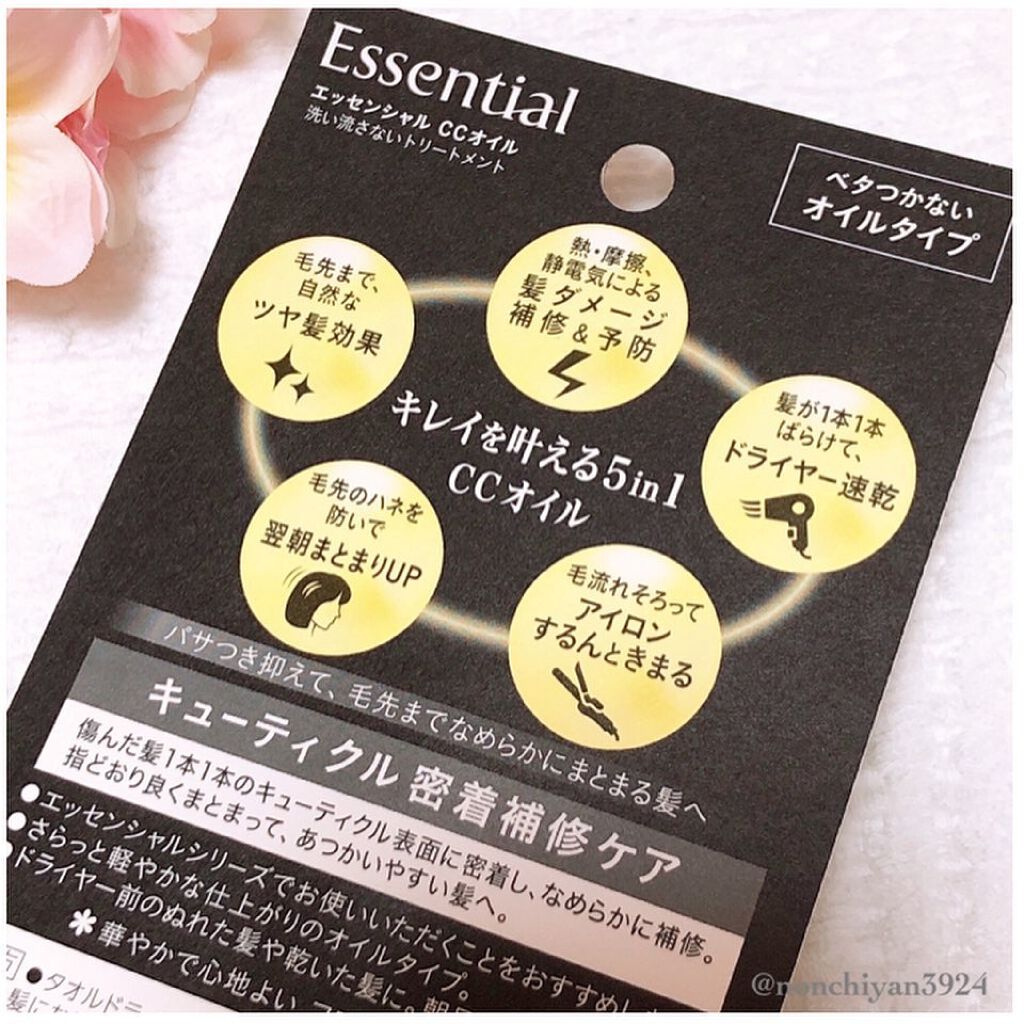 Essential
エッセンシャル CCオイル
洗い流さないトリートメント
ベタつかない
オイルタイプ
毛先まで、
自然な
ツヤ髪効果
熱・摩擦、
静電気による
髪ダメージ
補修&予防
髪が1本1本
ばらけて、
ドライヤー速乾
キレイを叶える5in1
CCオイル
毛先のハネを
防いで
翌朝まとまりUP
毛流れそろって
アイロン
するんときまる
パサつき抑えて、毛先までなめらかにまとまる髪へ
キューティクル密着補修ケア
傷んだ髪1本1本のキューティクル表面に密着し、なめらかに補修。
指どおり良くまとまって、あつかいやすい髪へ。
●エッセンシャルシリーズでお使いいただくことをおすすめし
●さらっと軽やかな仕上がりのオイルタイプ。
●ドライヤー前のぬれた髪や乾いた髪に。
*華やかで心地よい
●タオルドラ
髪にな
@nonchiyan3924